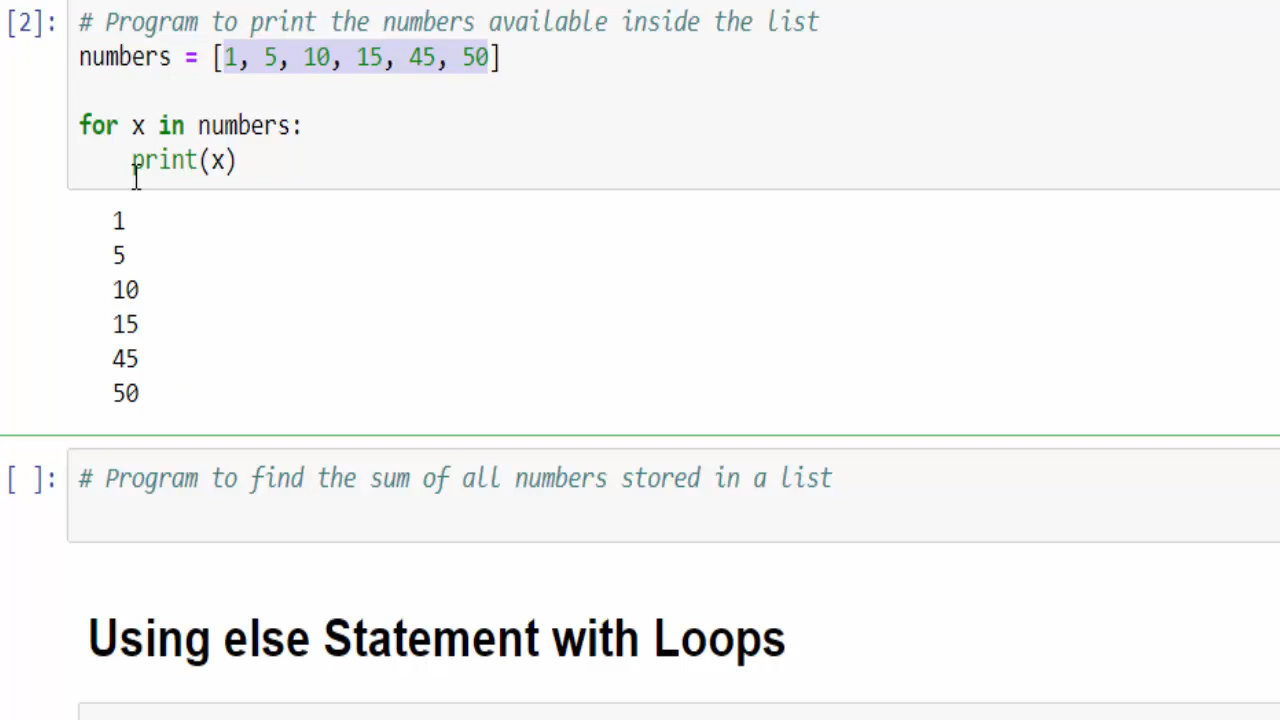 [2]: # Program to print the numbers available inside the list
numbers = [1, 5, 10, 15, 45, 50]
for x in numbers:
    print(x)
1
5
10
15
45
50
[ ]: # Program to find the sum of all numbers stored in a list
Using else Statement with Loops